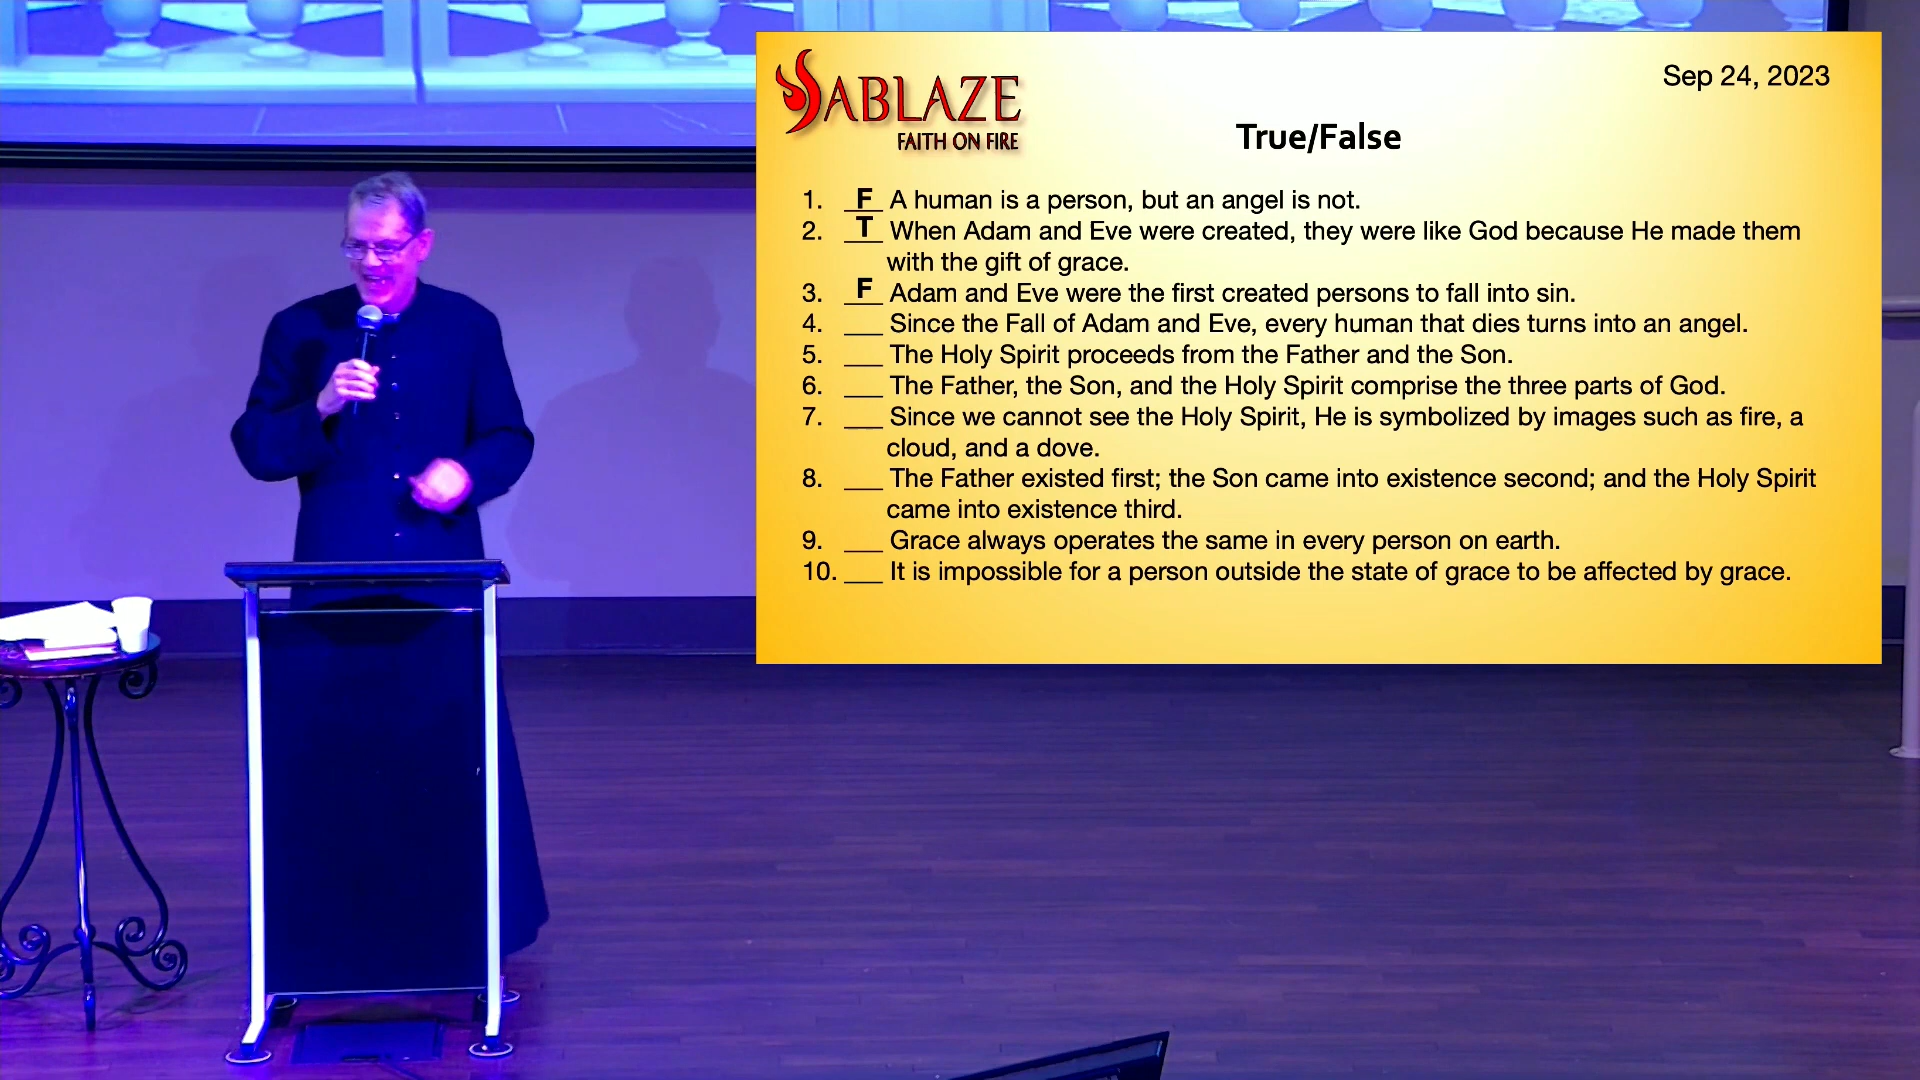 ABLAZE
FAITH ON FIRE
Sep 24, 2023
True/False
1. F A human is a person, but an angel is not.
2. T When Adam and Eve were created, they were like God because He made them
with the gift of grace.
3. F Adam and Eve were the first created persons to fall into sin.
4. ___ Since the Fall of Adam and Eve, every human that dies turns into an angel.
5. ___ The Holy Spirit proceeds from the Father and the Son.
6. ___ The Father, the Son, and the Holy Spirit comprise the three parts of God.
7. ___ Since we cannot see the Holy Spirit, He is symbolized by images such as fire, a
cloud, and a dove.
8. ___ The Father existed first; the Son came into existence second; and the Holy Spirit
came into existence third.
9. ___ Grace always operates the same in every person on earth.
10. ___ It is impossible for a person outside the state of grace to be affected by grace.